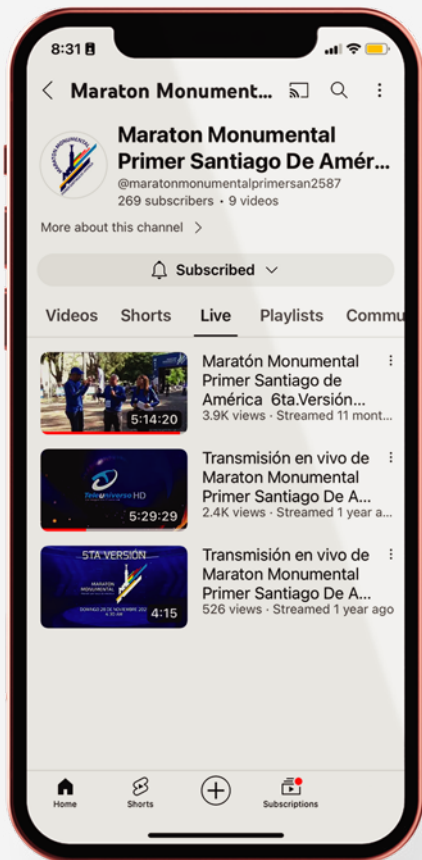 8:31
Maraton Monument...
Maraton Monumental
Primer Santiago De Amér...
@maratonmonumentalprimersan2587
269 subscribers • 9 videos
More about this channel
Subscribed
Videos Shorts Live Playlists Commu
5:14:20
Maratón Monumental
Primer Santiago de
América 6ta.Versión...
3.9K views · Streamed 11 mont...
Teleuniverso HD
5:29:29
Transmisión en vivo de
Maraton Monumental
Primer Santiago De A...
2.4K views · Streamed 1 year a...
5TA VERSIÓN
MARATON
MONUMENTAL
4:15
Transmisión en vivo de
Maraton Monumental
Primer Santiago De A...
526 views · Streamed 1 year ago
Home
Shorts
Subscriptions